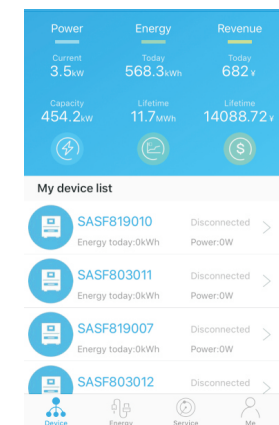 Power Energy Revenue
Current Today Today
3.5kW 568.3kWh 682¥
Capacity Lifetime Lifetime
454.2kW 11.7MWh 14088.72¥
$
My device list
SASF819010 Disconnected
Energy today:0kWh Power:0W
SASF803011 Disconnected
Energy today:0kWh Power:0W
SASF819007 Disconnected
Energy today:0kWh Power:0W
SASF803012 Disconnected
Device Energy Service Me